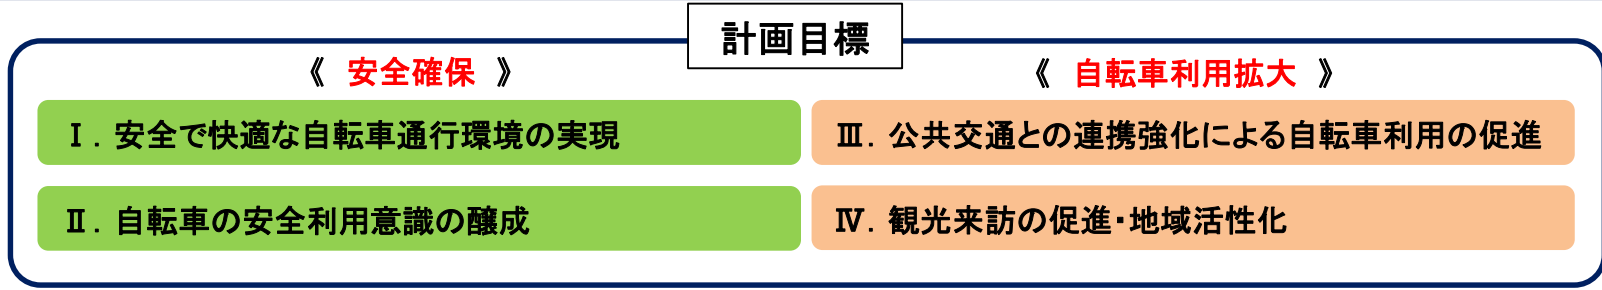 計画目標
《 安全確保 》
Ⅰ. 安全で快適な自転車通行環境の実現
Ⅱ. 自転車の安全利用意識の醸成
《 自転車利用拡大 》
Ⅲ. 公共交通との連携強化による自転車利用の促進
Ⅳ. 観光来訪の促進・地域活性化